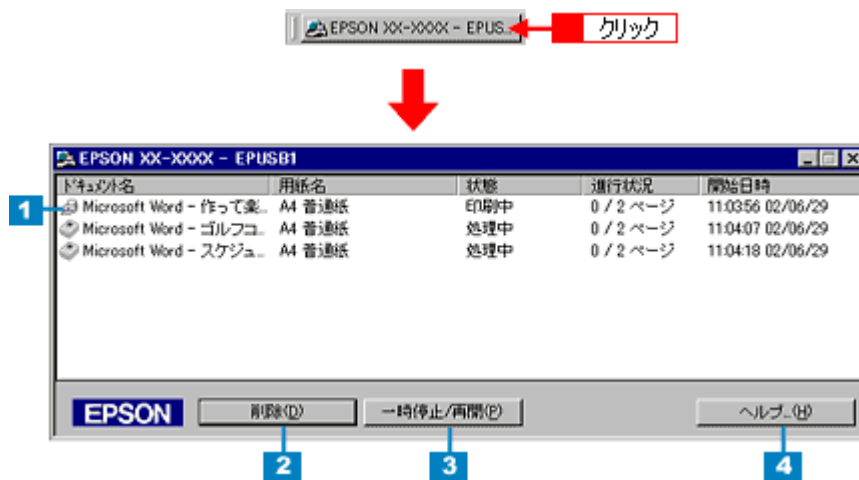 EPSON XX-XXXX - EPUS...
クリック
EPSON XX-XXXX - EPUSB1
ドキュメント名 用紙名 状態 進行状況 開始日時
1
Microsoft Word - 作って楽... A4 普通紙 印刷中 0 / 2 ページ 11:03:56 02/06/29
Microsoft Word - ゴルフコ... A4 普通紙 処理中 0 / 2 ページ 11:04:07 02/06/29
Microsoft Word - スケジュ... A4 普通紙 処理中 0 / 2 ページ 11:04:18 02/06/29
EPSON 削除(D) 一時停止/再開(P) ヘルプ...(H)
2 3 4